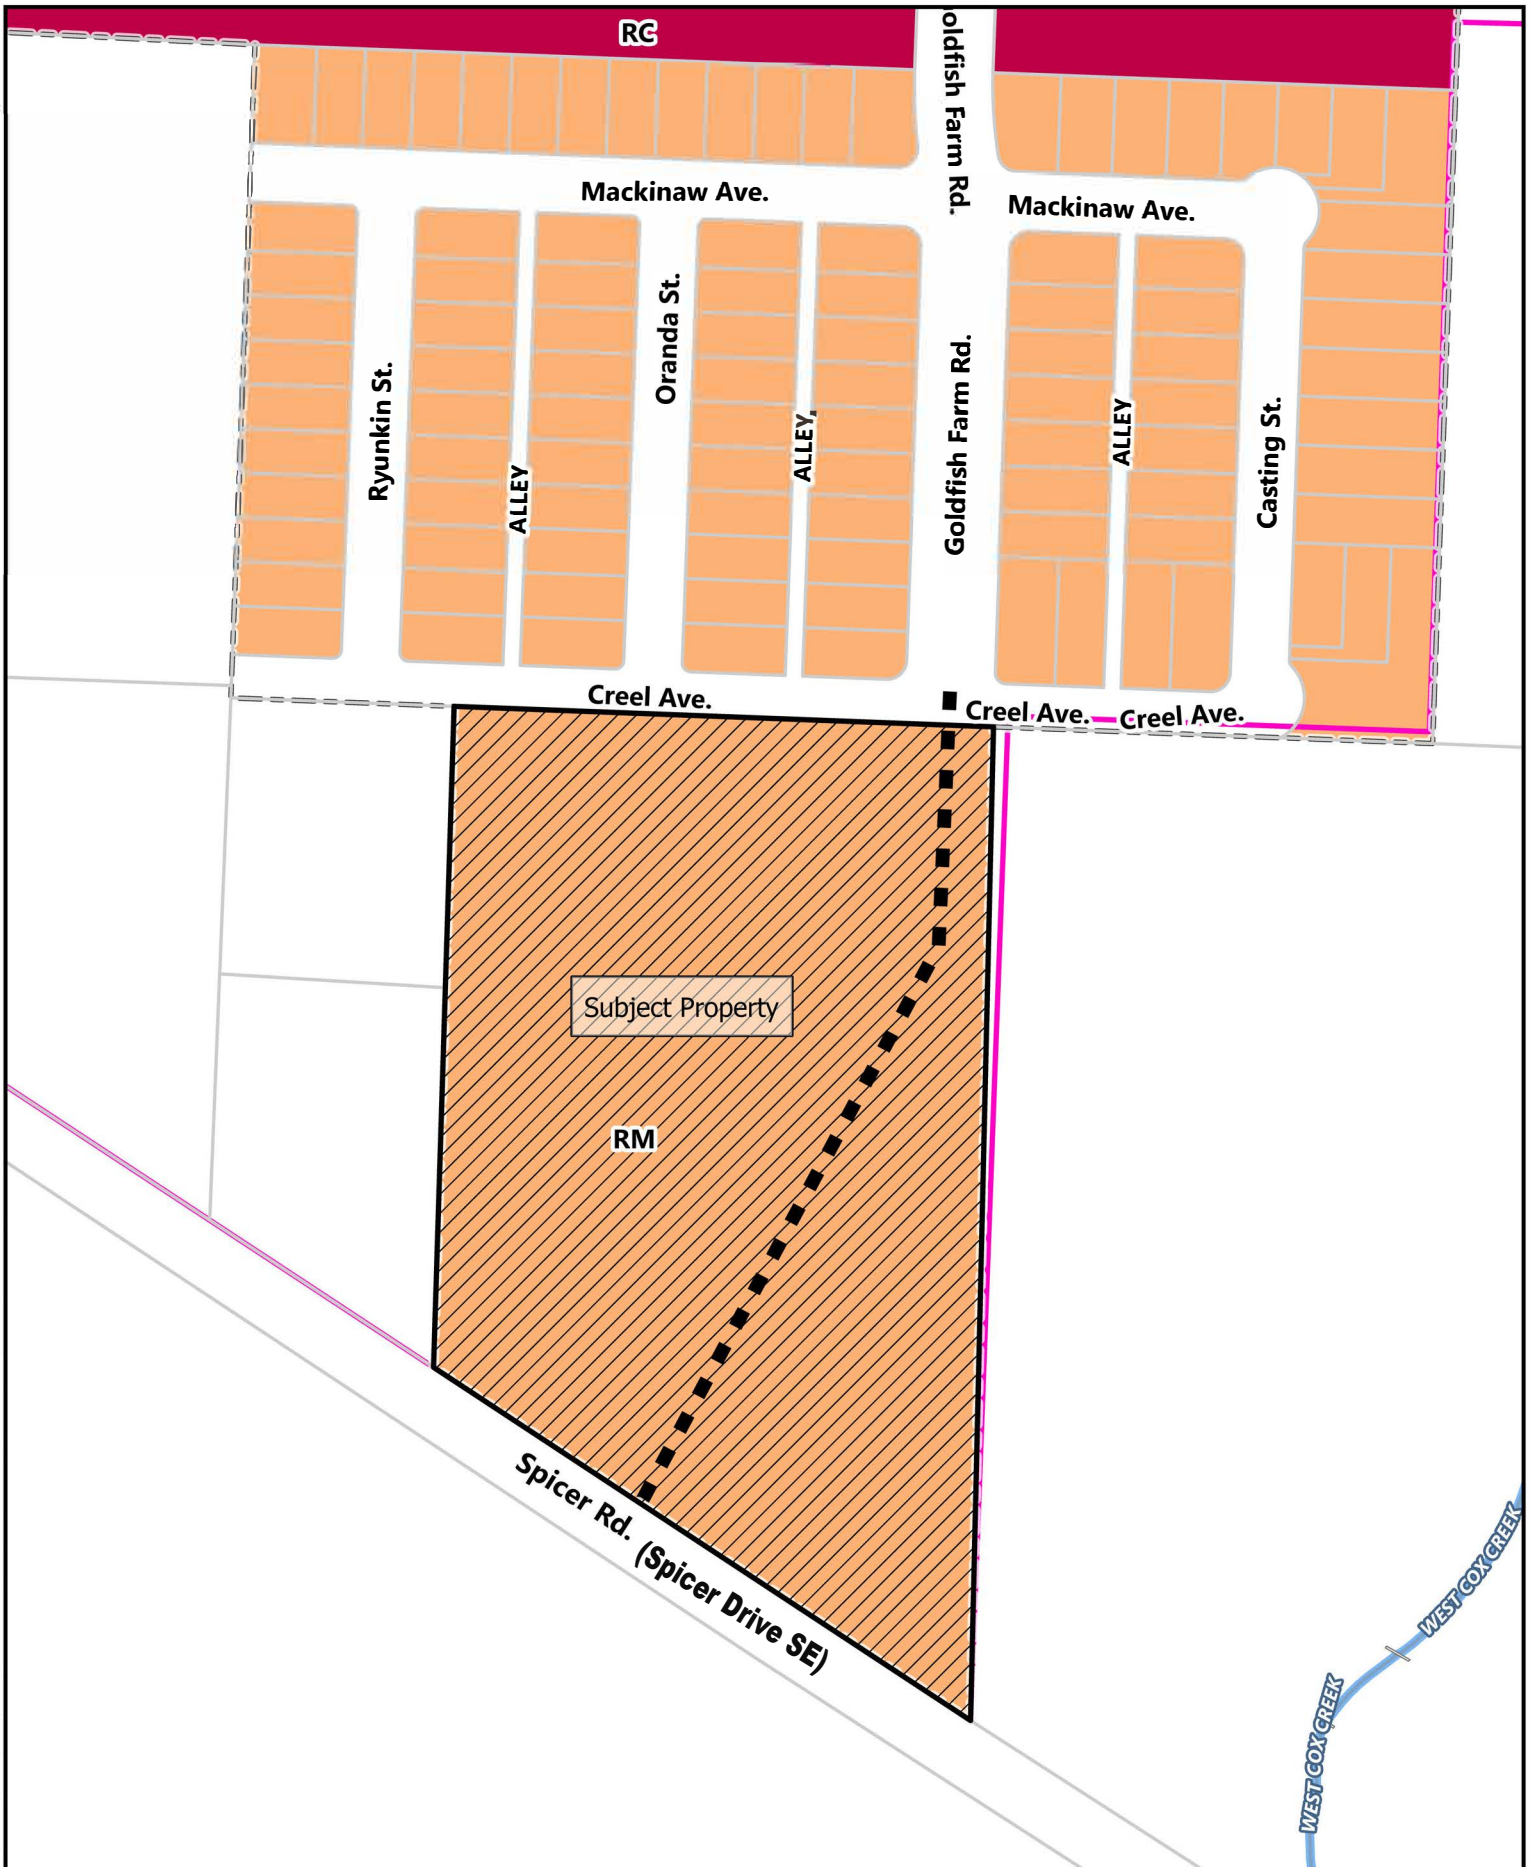 RC
oldfish Farm Rd.
Mackinaw Ave.
Mackinaw Ave.
Ryunkin St.
ALLEY
Oranda St.
ALLEY,
Goldfish Farm Rd.
ALLEY
Casting St.
Creel Ave.
Creel Ave.
Creel Ave.
Subject Property
RM
Spicer Rd.
(Spicer Drive SE)
WEST COX CREEK
WEST COX CREEK